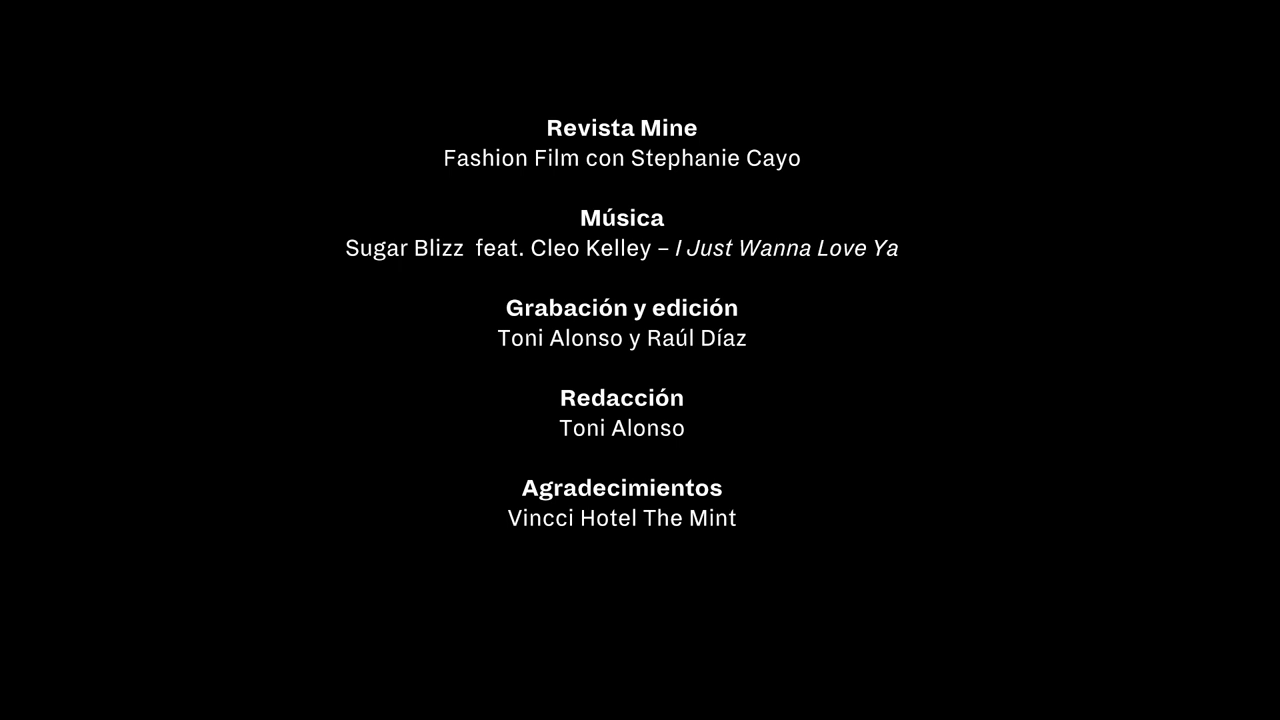 Revista Mine
Fashion Film con Stephanie Cayo
Música
Sugar Blizz feat. Cleo Kelley – I Just Wanna Love Ya
Grabación y edición
Toni Alonso y Raúl Díaz
Redacción
Toni Alonso
Agradecimientos
Vincci Hotel The Mint